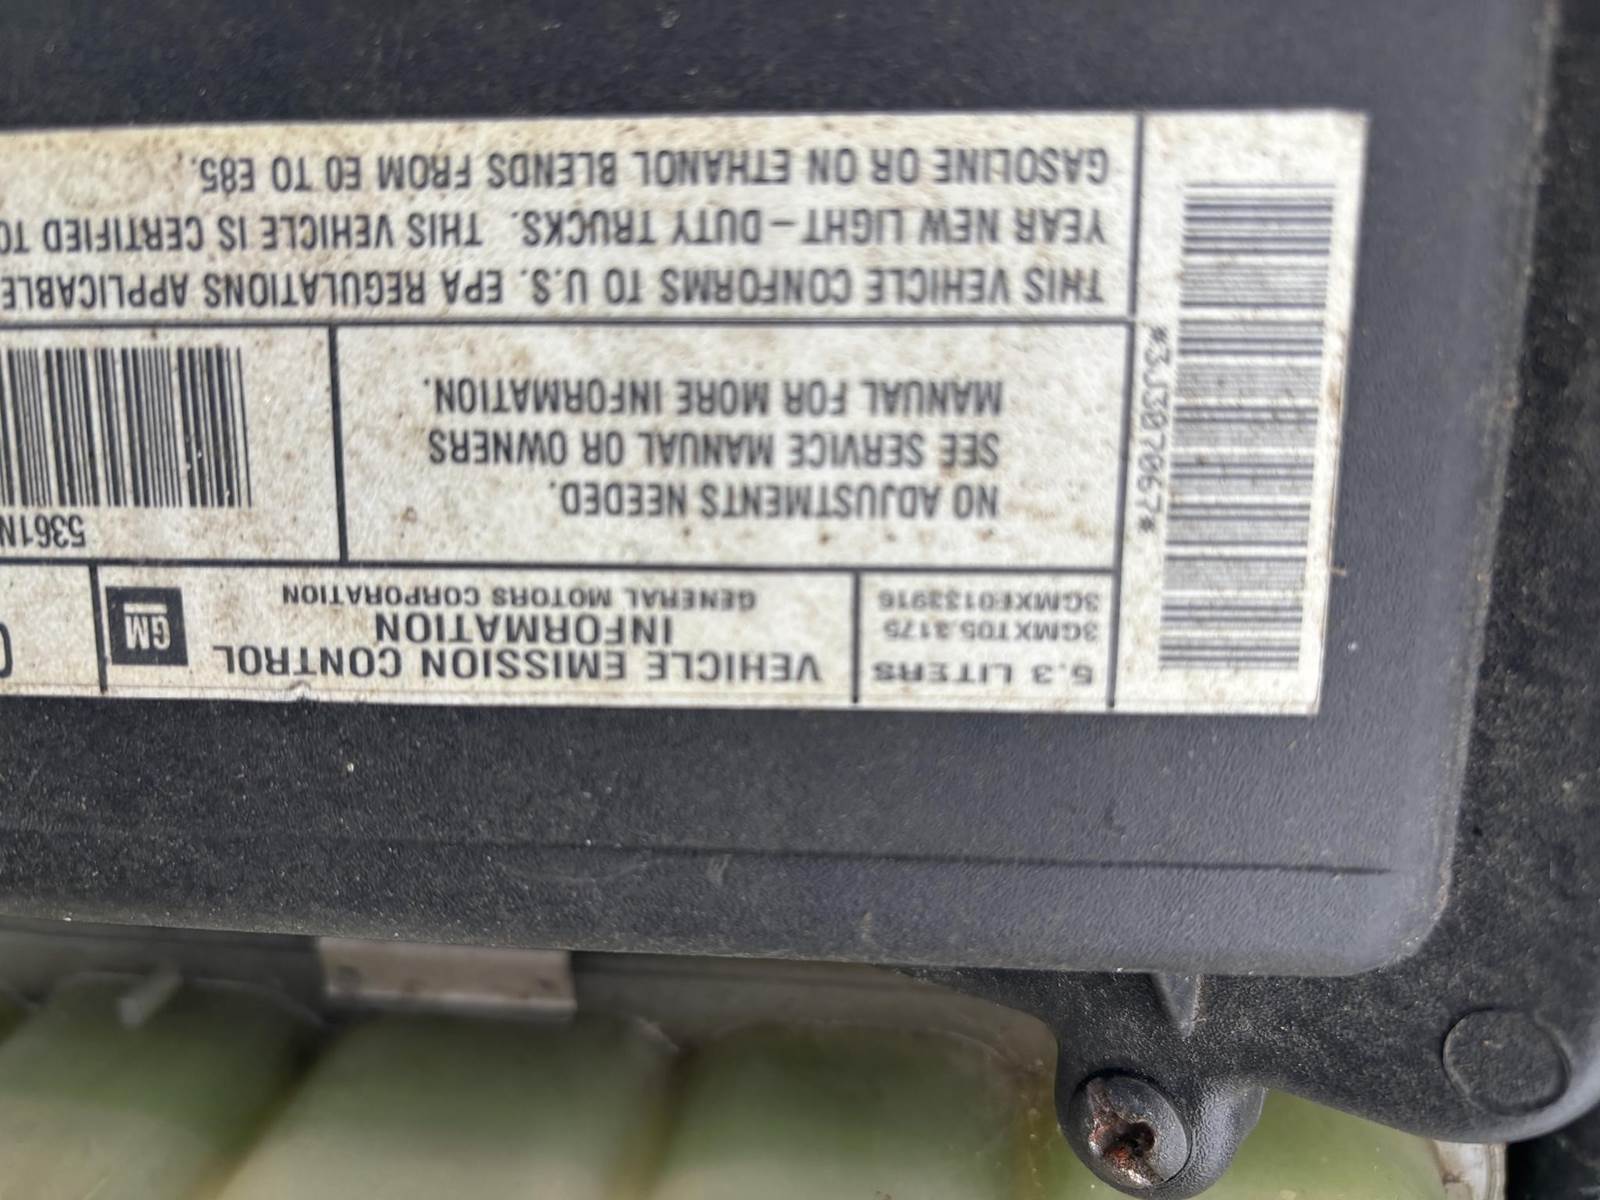 5.3 LITERS
3GMXT05.3175
3GMXE0133916
VEHICLE EMISSION CONTROL
INFORMATION
GENERAL MOTORS CORPORATION
GM
NO ADJUSTMENTS NEEDED.
SEE SERVICE MANUAL OR OWNERS
MANUAL FOR MORE INFORMATION.
5361N
THIS VEHICLE CONFORMS TO U.S. EPA REGULATIONS APPLICABLE
YEAR NEW LIGHT-DUTY TRUCKS. THIS VEHICLE IS CERTIFIED TO
GASOLINE OR ON ETHANOL BLENDS FROM E0 TO E85.
*3J307067*